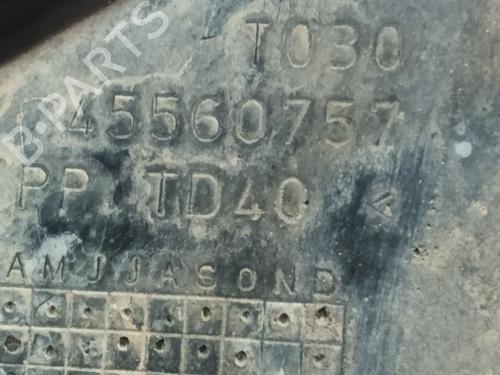 T030
45560757
PP TD40 <
AMJJASOND
B-PARTS